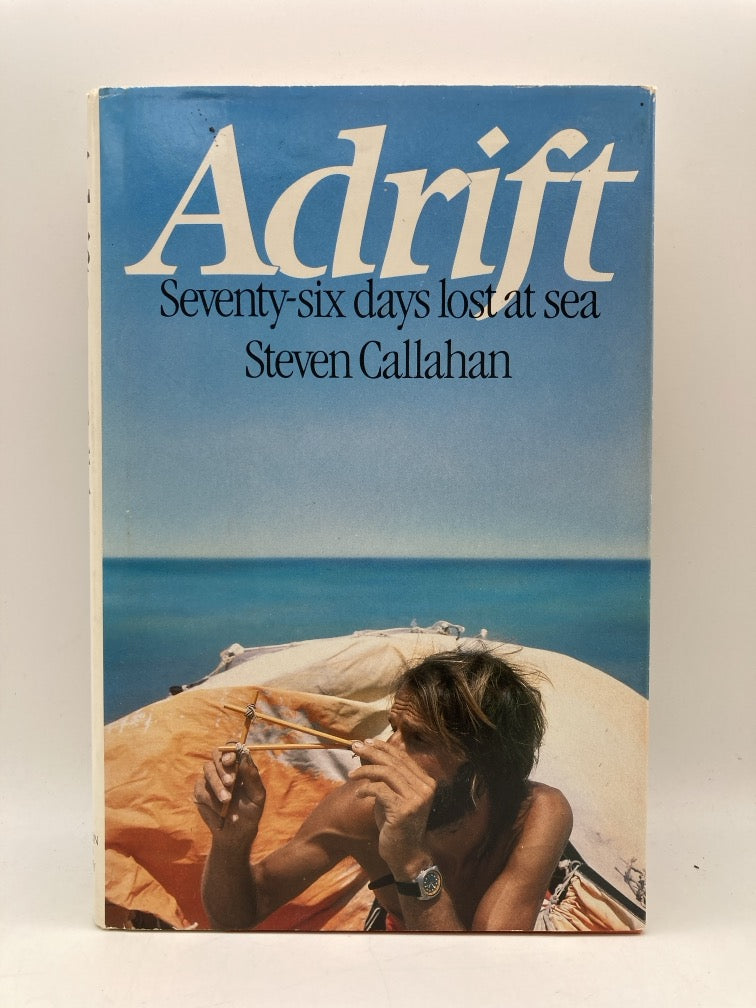 Adrift
Seventy-six days lost at sea
Steven Callahan